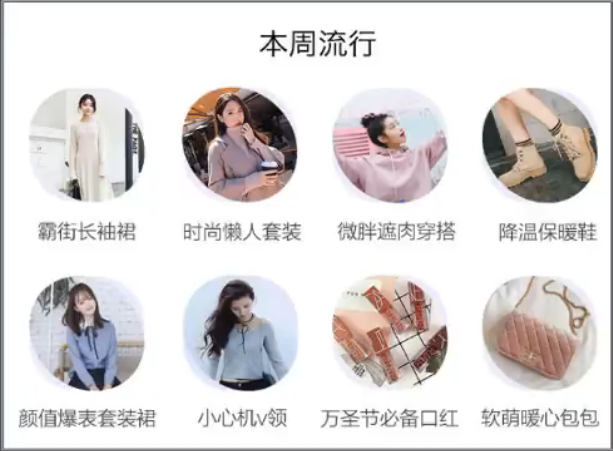 本周流行
霸街长袖裙
时尚懒人套装
微胖遮肉穿搭
降温保暖鞋
颜值爆表套装裙
小心机v领
万圣节必备口红
软萌暖心包包